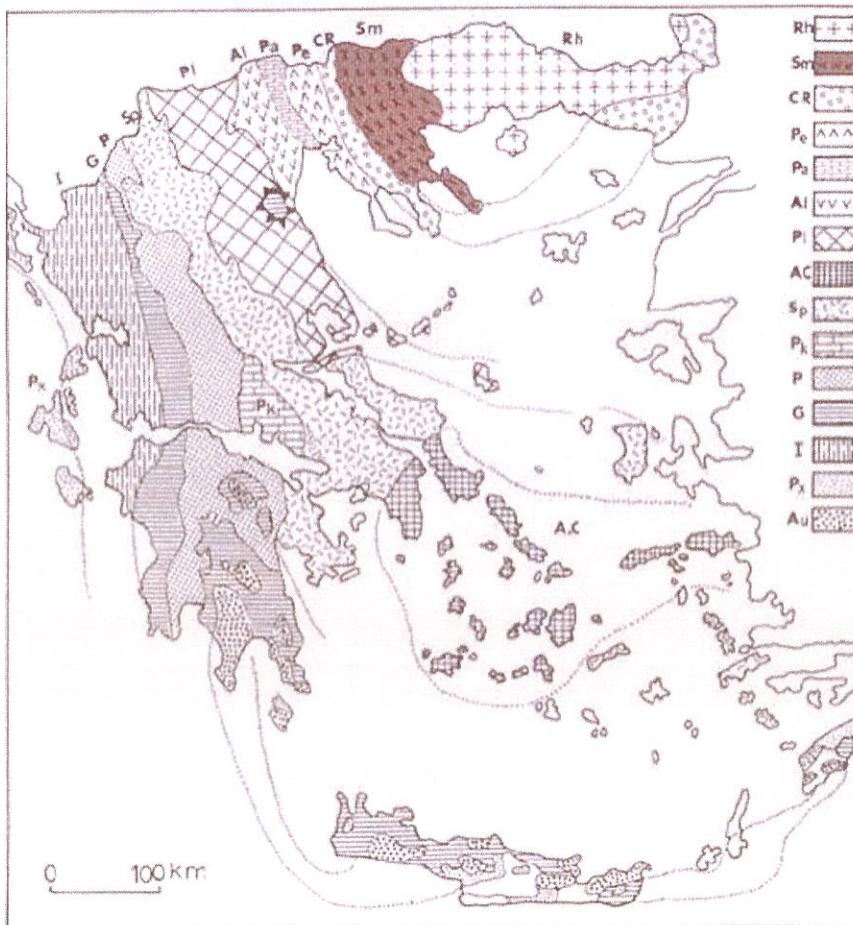 Rh
Sm
CR
Pe
Pa
Al
Pl
AC
Sp
Pk
P
G
I
Px
Au
I G P Sp Pl Al Pa Pe CR Sm Rh
Px
Pk
A.C
0 100 km